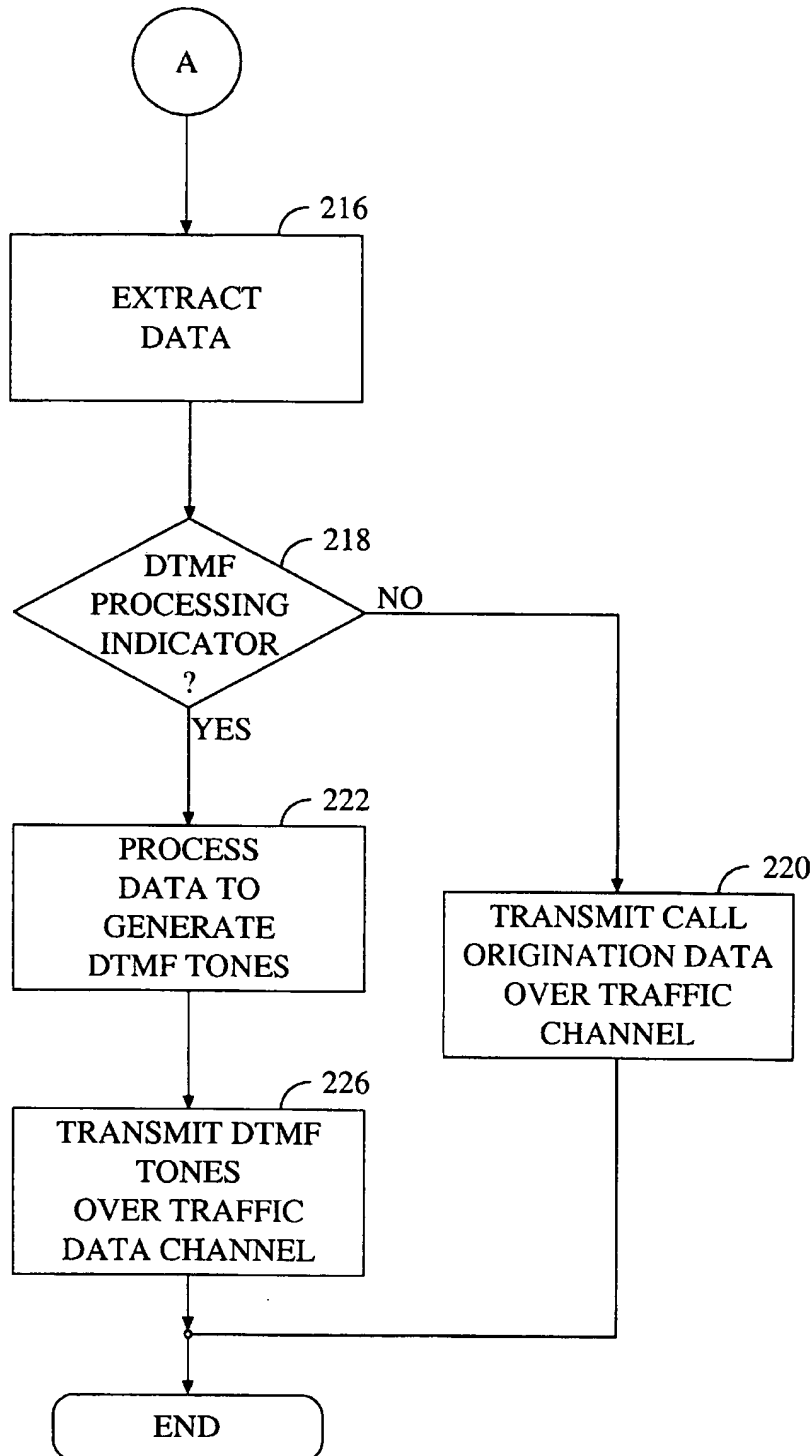 A
216
EXTRACT
DATA
218
DTMF
PROCESSING
INDICATOR
?
NO
YES
222
PROCESS
DATA TO
GENERATE
DTMF TONES
220
TRANSMIT CALL
ORIGINATION DATA
OVER TRAFFIC
CHANNEL
226
TRANSMIT DTMF
TONES
OVER TRAFFIC
DATA CHANNEL
END